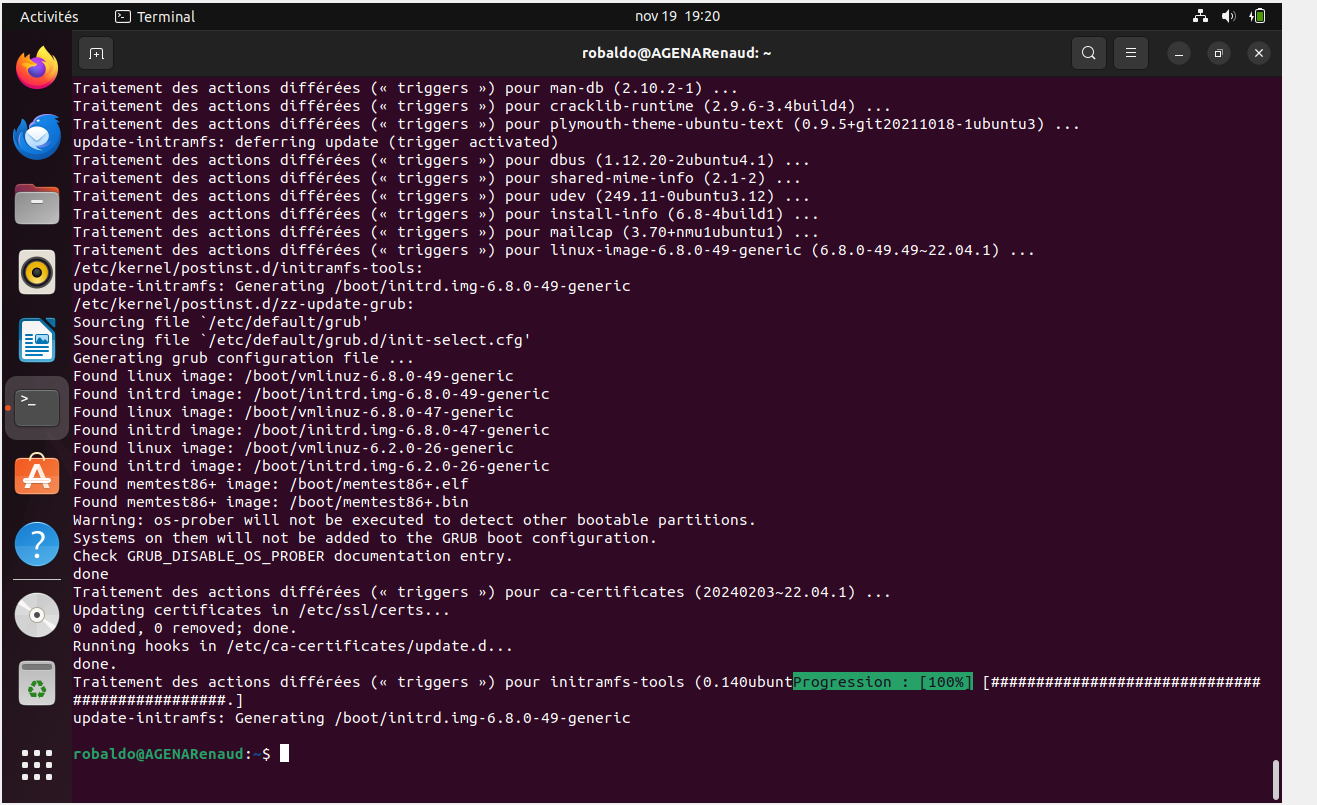 Activités Terminal nov 19 19:20
robaldo@AGENARenaud: ~
Traitement des actions différées (« triggers ») pour man-db (2.10.2-1) ...
Traitement des actions différées (« triggers ») pour cracklib-runtime (2.9.6-3.4build4) ...
Traitement des actions différées (« triggers ») pour plymouth-theme-ubuntu-text (0.9.5+git20211018-1ubuntu3) ...
update-initramfs: deferring update (trigger activated)
Traitement des actions différées (« triggers ») pour dbus (1.12.20-2ubuntu4.1) ...
Traitement des actions différées (« triggers ») pour shared-mime-info (2.1-2) ...
Traitement des actions différées (« triggers ») pour udev (249.11-0ubuntu3.12) ...
Traitement des actions différées (« triggers ») pour install-info (6.8-4build1) ...
Traitement des actions différées (« triggers ») pour mailcap (3.70+nmu1ubuntu1) ...
Traitement des actions différées (« triggers ») pour linux-image-6.8.0-49-generic (6.8.0-49.49~22.04.1) ...
/etc/kernel/postinst.d/initramfs-tools:
update-initramfs: Generating /boot/initrd.img-6.8.0-49-generic
/etc/kernel/postinst.d/zz-update-grub:
Sourcing file `/etc/default/grub'
Sourcing file `/etc/default/grub.d/init-select.cfg'
Generating grub configuration file ...
Found linux image: /boot/vmlinuz-6.8.0-49-generic
Found initrd image: /boot/initrd.img-6.8.0-49-generic
Found linux image: /boot/vmlinuz-6.8.0-47-generic
Found initrd image: /boot/initrd.img-6.8.0-47-generic
Found linux image: /boot/vmlinuz-6.2.0-26-generic
Found initrd image: /boot/initrd.img-6.2.0-26-generic
Found memtest86+ image: /boot/memtest86+.elf
Found memtest86+ image: /boot/memtest86+.bin
Warning: os-prober will not be executed to detect other bootable partitions.
Systems on them will not be added to the GRUB boot configuration.
Check GRUB_DISABLE_OS_PROBER documentation entry.
done
Traitement des actions différées (« triggers ») pour ca-certificates (20240203~22.04.1) ...
Updating certificates in /etc/ssl/certs...
0 added, 0 removed; done.
Running hooks in /etc/ca-certificates/update.d...
done.
Traitement des actions différées (« triggers ») pour initramfs-tools (0.140ubuntProgression : [100%] [##############################
#################.]
update-initramfs: Generating /boot/initrd.img-6.8.0-49-generic
robaldo@AGENARenaud:~$